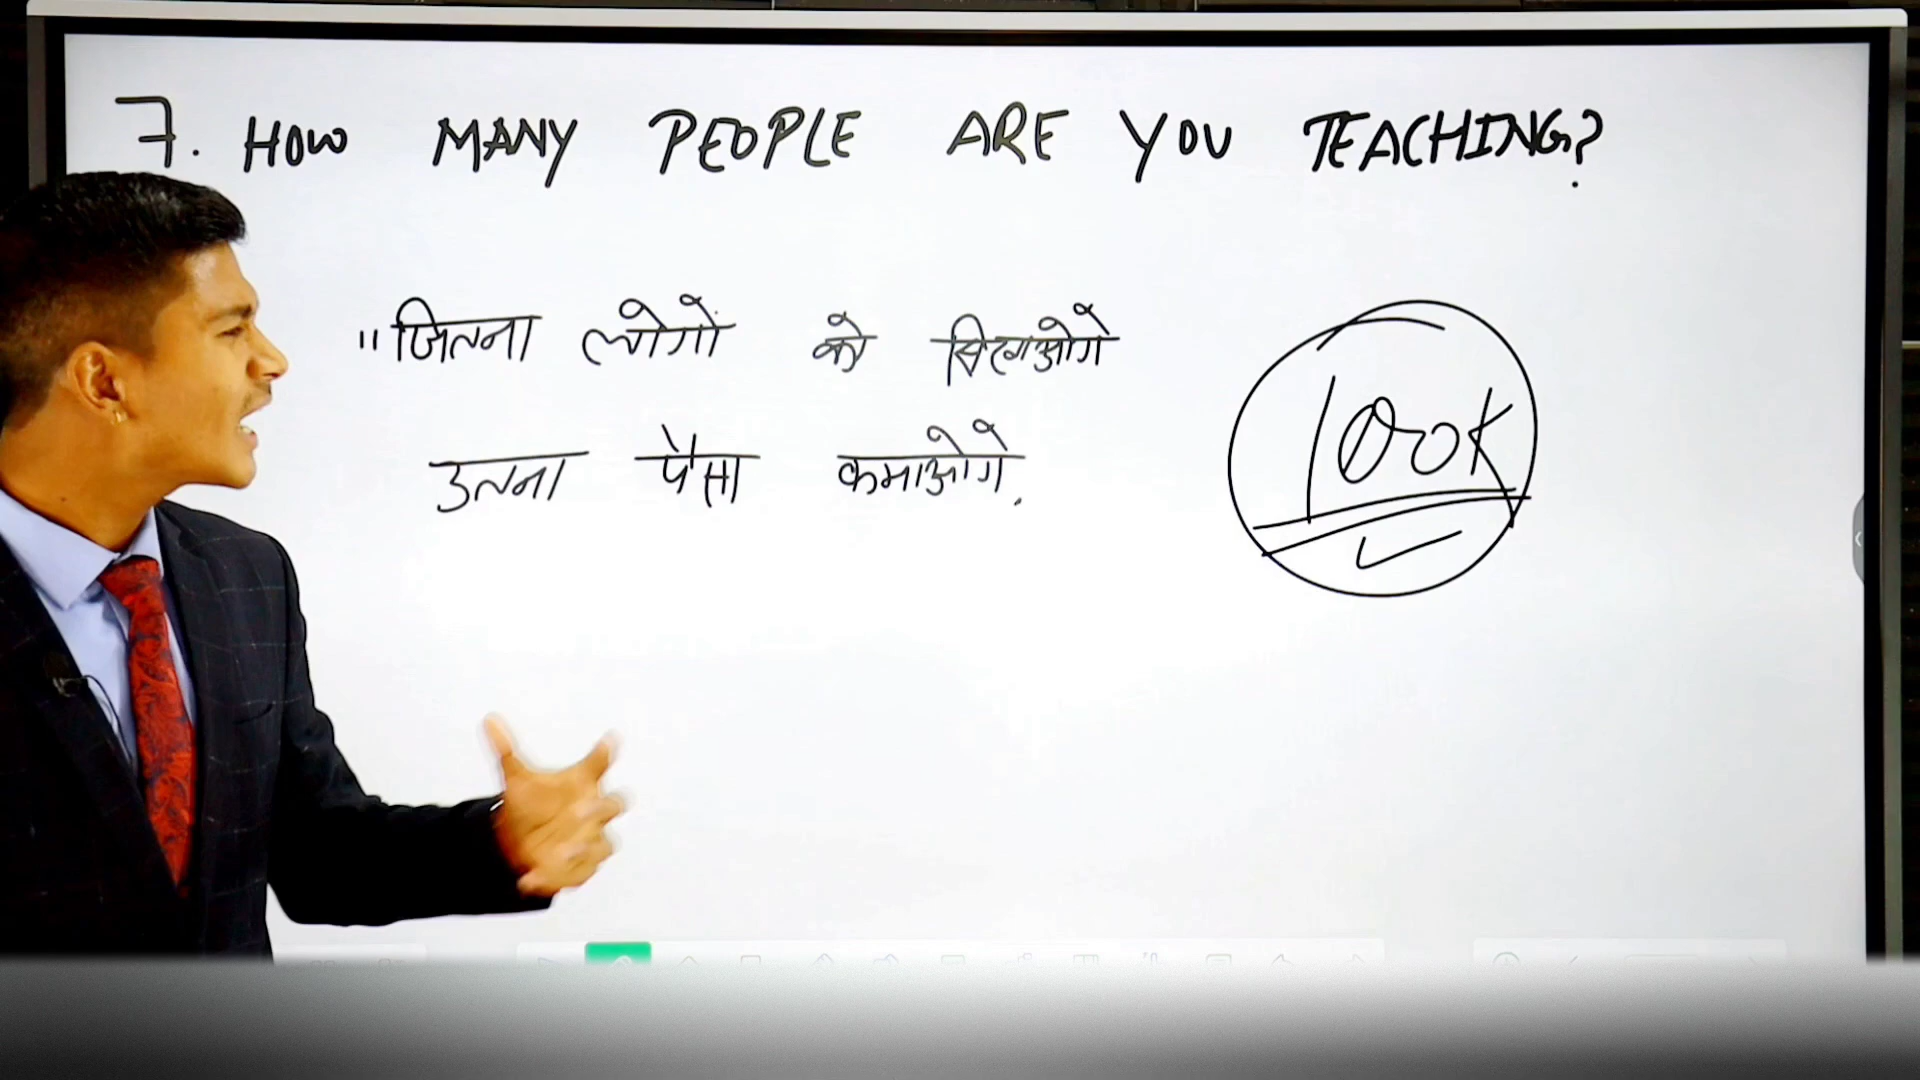 7. HOW MANY PEOPLE ARE YOU TEACHING?
"जितना लोगों को सिखाओगे
उतना पैसा कमाओगे.
100K